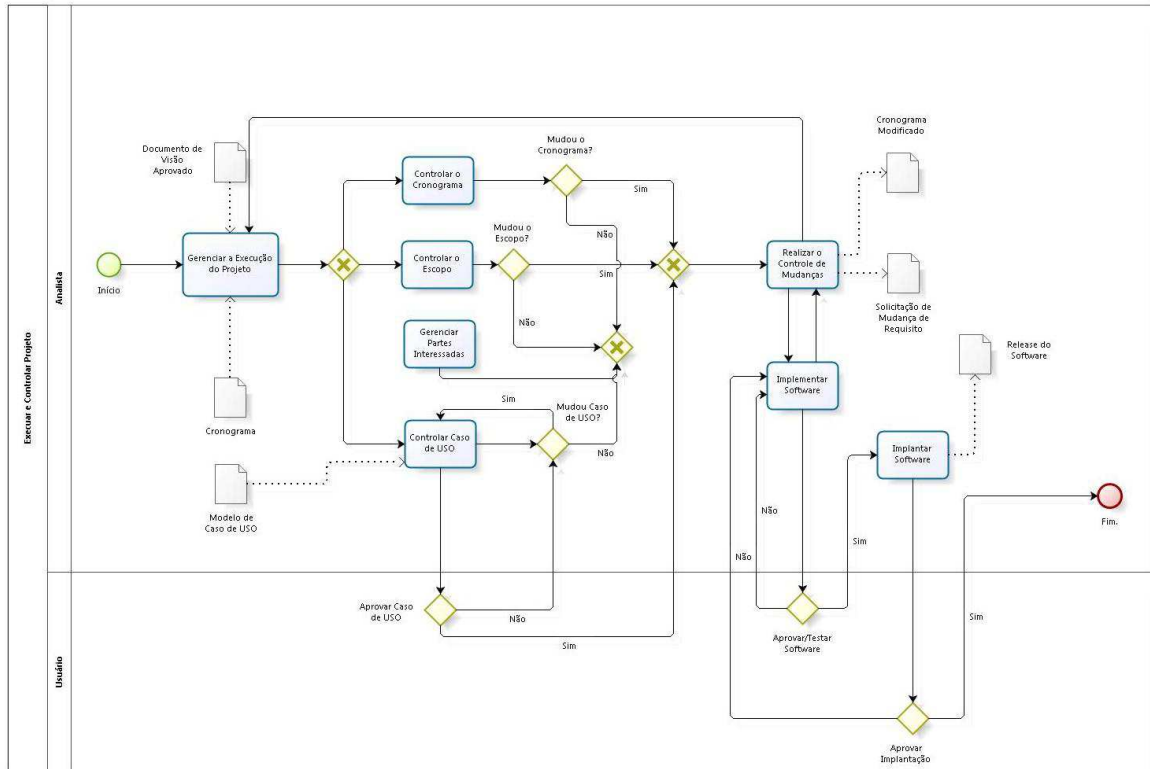 Execuar e Controlar Projeto
Analista
Usuário
Início
Documento de
Visão
Aprovado
Gerenciar a Execução
do Projeto
Cronograma
Modelo de
Caso de USO
Controlar o
Cronograma
Mudou o
Cronograma?
Sim
Não
Controlar o
Escopo
Mudou o
Escopo?
Sim
Não
Gerenciar
Partes
Interessadas
Controlar Caso
de USO
Sim
Mudou Caso
de USO?
Não
Aprovar Caso
de USO
Não
Sim
Realizar o
Controle de
Mudanças
Cronograma
Modificado
Solicitação de
Mudança de
Requisito
Implementar
Software
Não
Não
Aprovar/Testar
Software
Sim
Implantar
Software
Release do
Software
Aprovar
Implantação
Sim
Fim.